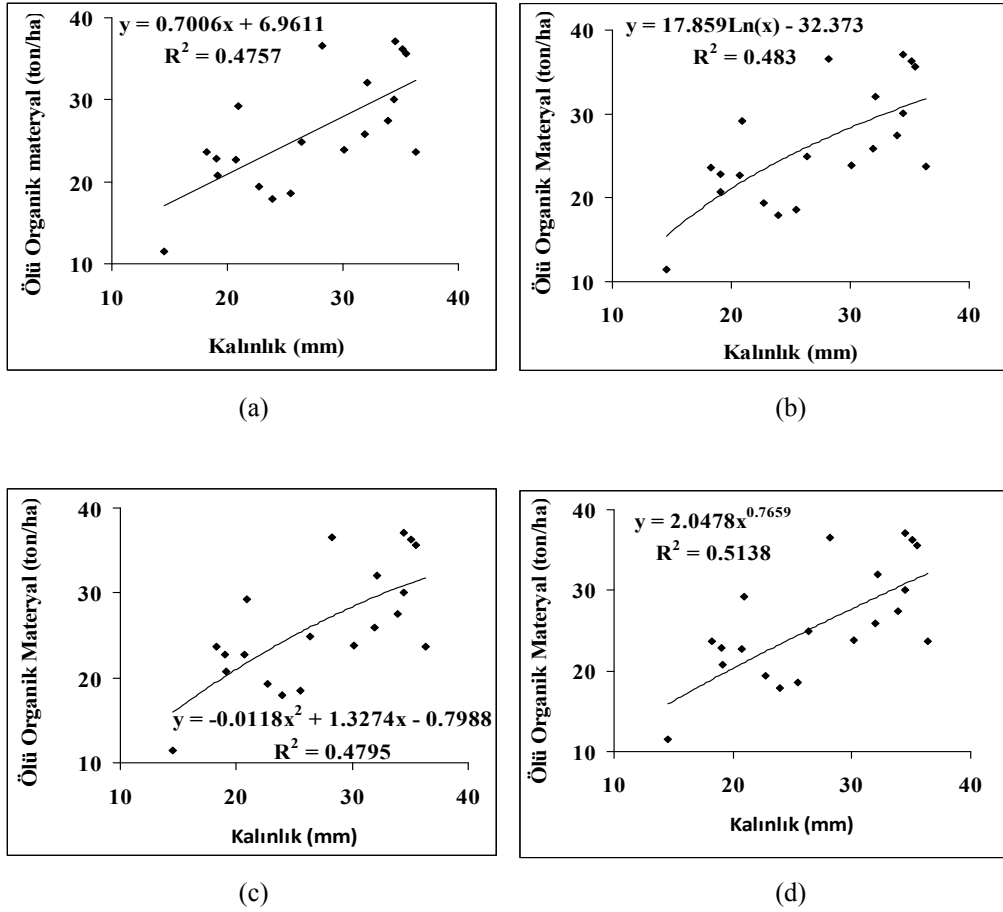 y = 0.7006x + 6.9611
R² = 0.4757
Ölü Organik materyal (ton/ha)
40
30
20
10
10 20 30 40
Kalınlık (mm)
(a)
y = 17.859Ln(x) - 32.373
R² = 0.483
Ölü Organik Materyal (ton/ha)
40
30
20
10
10 20 30 40
Kalınlık (mm)
(b)
Ölü Organik Materyal (ton/ha)
40
30
20
10
y = -0.0118x² + 1.3274x - 0.7988
R² = 0.4795
10 20 30 40
Kalınlık (mm)
(c)
y = 2.0478x^0.7659
R² = 0.5138
Ölü Organik Materyal (ton/ha)
40
30
20
10
10 20 30 40
Kalınlık (mm)
(d)